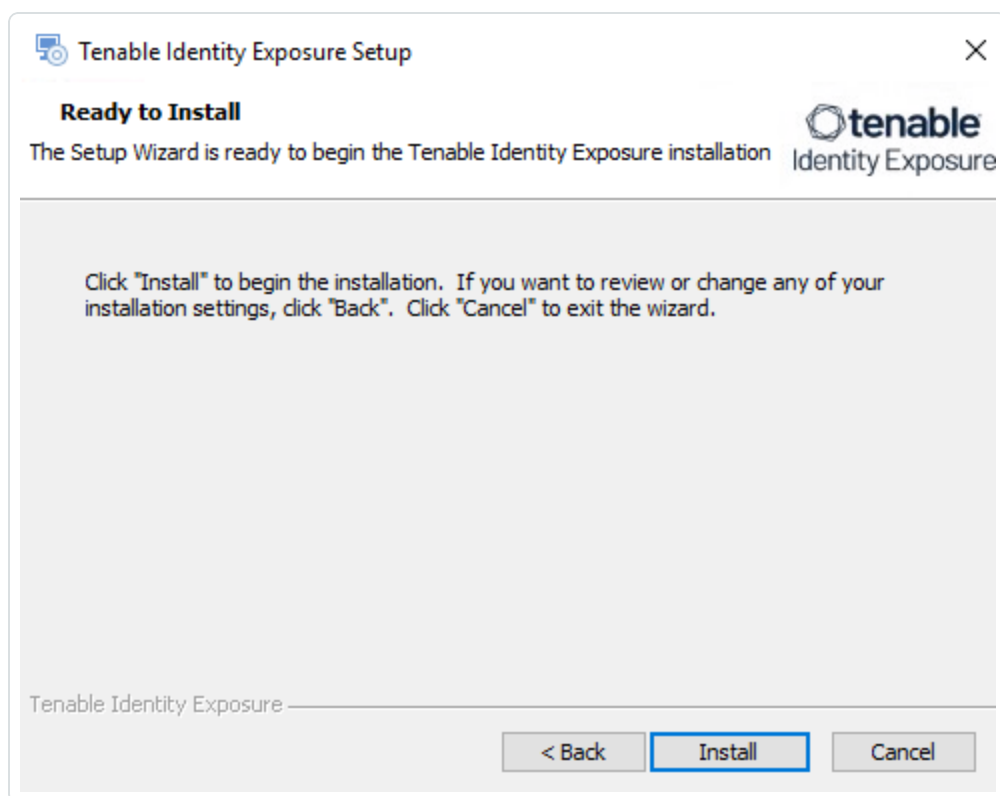 Tenable Identity Exposure Setup
Ready to Install
The Setup Wizard is ready to begin the Tenable Identity Exposure installation
tenable
Identity Exposure
Click "Install" to begin the installation.  If you want to review or change any of your
installation settings, click "Back".  Click "Cancel" to exit the wizard.
Tenable Identity Exposure
< Back
Install
Cancel